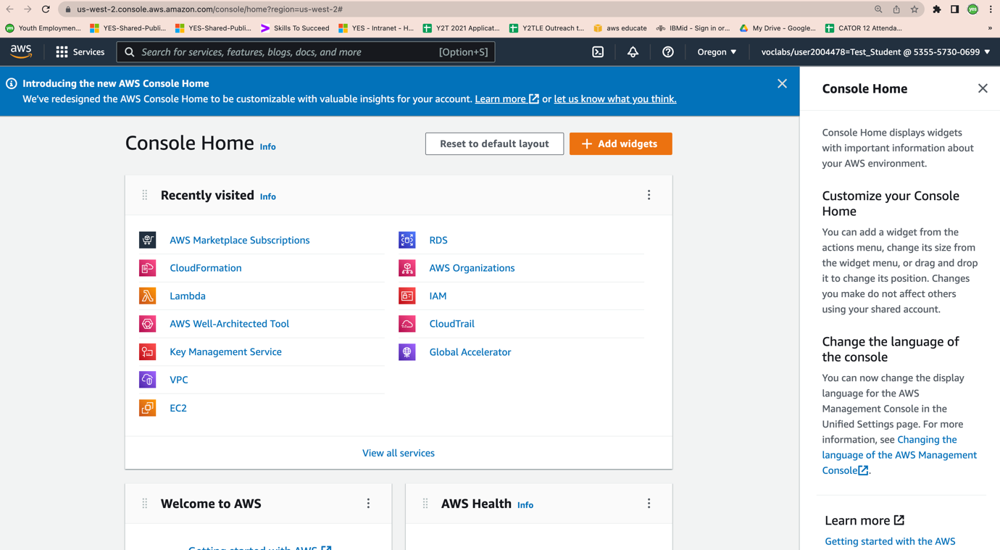 us-west-2.console.aws.amazon.com/console/home?region=us-west-2#
yes
yes Youth Employmen... YES-Shared-Publi... YES-Shared-Publi... Skills To Succeed YES - Intranet - H... Y2T 2021 Applicat... Y2TLE Outreach t... aws educate IBMid - Sign in or... My Drive - Google... CATOR 12 Attenda... »
aws Services Search for services, features, blogs, docs, and more [Option+S] Oregon ▼ voclabs/user2004478=Test_Student @ 5355-5730-0699 ▼
Introducing the new AWS Console Home
We've redesigned the AWS Console Home to be customizable with valuable insights for your account. Learn more or let us know what you think.
Console Home Info
Reset to default layout
+ Add widgets
Recently visited Info
AWS Marketplace Subscriptions
CloudFormation
Lambda
AWS Well-Architected Tool
Key Management Service
VPC
EC2
RDS
AWS Organizations
IAM
CloudTrail
Global Accelerator
View all services
Welcome to AWS
Getting started with AWS
AWS Health Info
Console Home
Console Home displays widgets
with important information about
your AWS environment.
Customize your Console
Home
You can add a widget from the
actions menu, change its size from
the widget menu, or drag and drop
it to change its position. Changes
you make do not affect others
using your shared account.
Change the language of
the console
You can now change the display
language for the AWS
Management Console in the
Unified Settings page. For more
information, see Changing the
language of the AWS Management
Console.
Learn more
Getting started with the AWS